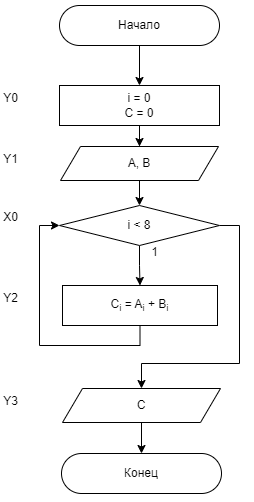 Начало
Y0
i = 0
C = 0
Y1
A, B
X0
i < 8
1
Y2
Cᵢ = Aᵢ + Bᵢ
Y3
C
Конец